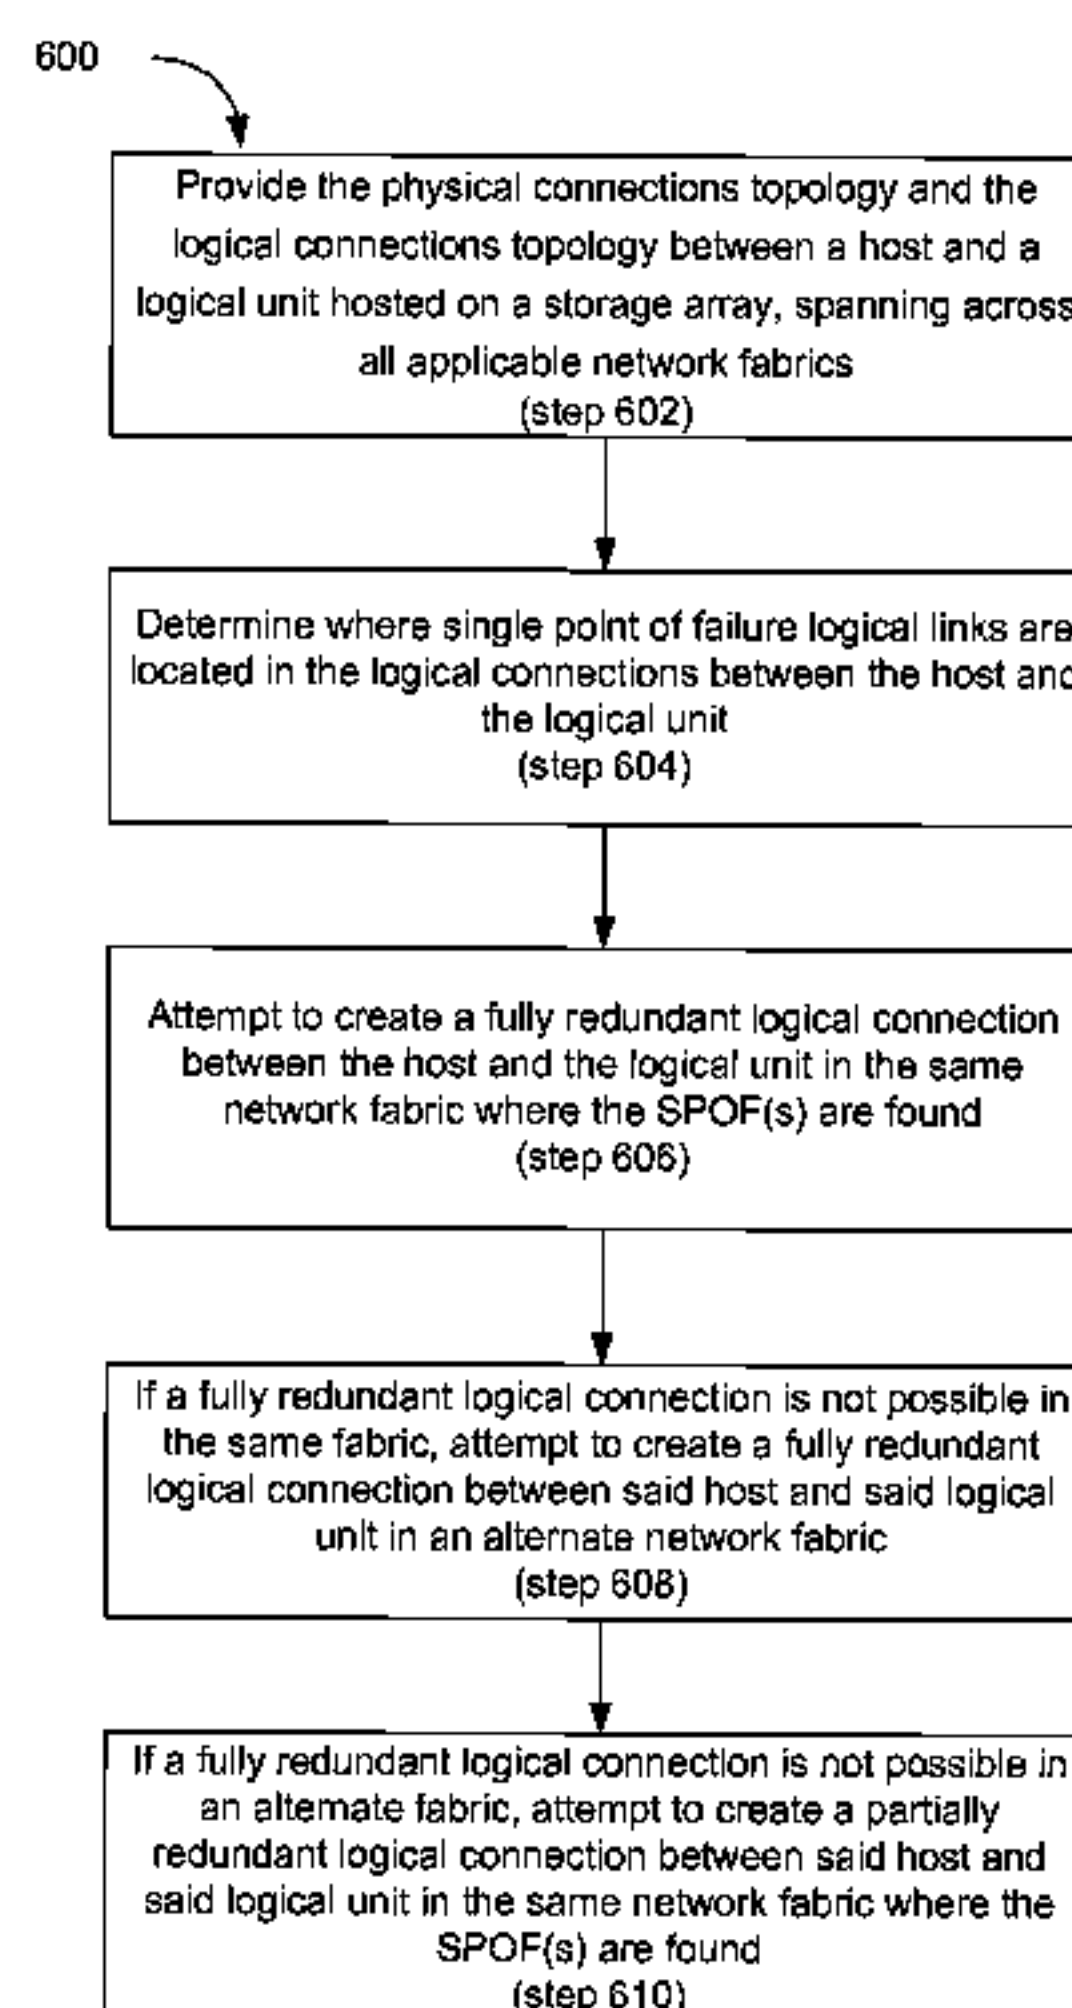 600
Provide the physical connections topology and the
logical connections topology between a host and a
logical unit hosted on a storage array, spanning across
all applicable network fabrics
(step 602)
Determine where single point of failure logical links are
located in the logical connections between the host and
the logical unit
(step 604)
Attempt to create a fully redundant logical connection
between the host and the logical unit in the same
network fabric where the SPOF(s) are found
(step 606)
If a fully redundant logical connection is not possible in
the same fabric, attempt to create a fully redundant
logical connection between said host and said logical
unit in an alternate network fabric
(step 608)
If a fully redundant logical connection is not possible in
an alternate fabric, attempt to create a partially
redundant logical connection between said host and
said logical unit in the same network fabric where the
SPOF(s) are found
(step 610)